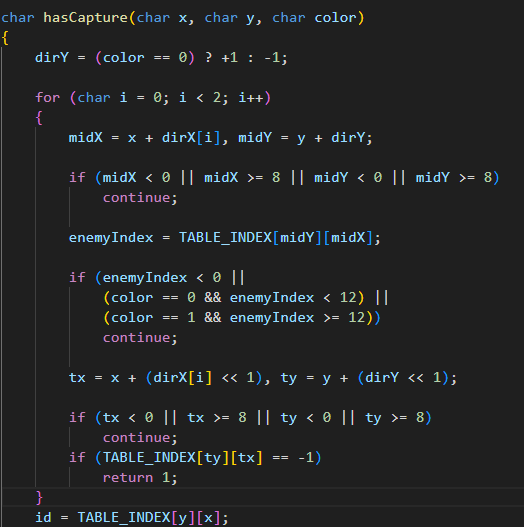 char hasCapture(char x, char y, char color)
{
    dirY = (color == 0) ? +1 : -1;

    for (char i = 0; i < 2; i++)
    {
        midX = x + dirX[i], midY = y + dirY;

        if (midX < 0 || midX >= 8 || midY < 0 || midY >= 8)
            continue;

        enemyIndex = TABLE_INDEX[midY][midX];

        if (enemyIndex < 0 ||
            (color == 0 && enemyIndex < 12) ||
            (color == 1 && enemyIndex >= 12))
            continue;

        tx = x + (dirX[i] << 1), ty = y + (dirY << 1);

        if (tx < 0 || tx >= 8 || ty < 0 || ty >= 8)
            continue;
        if (TABLE_INDEX[ty][tx] == -1)
            return 1;
    }
    id = TABLE_INDEX[y][x];